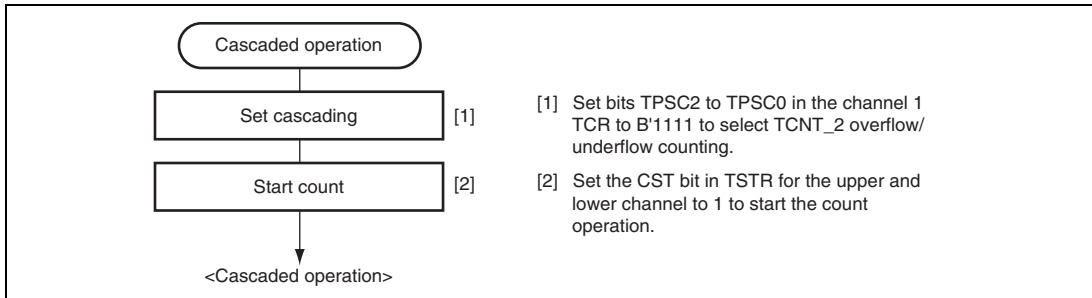 Cascaded operation
Set cascading
[1]
Start count
[2]
<Cascaded operation>
[1] Set bits TPSC2 to TPSC0 in the channel 1
TCR to B'1111 to select TCNT_2 overflow/
underflow counting.
[2] Set the CST bit in TSTR for the upper and
lower channel to 1 to start the count
operation.